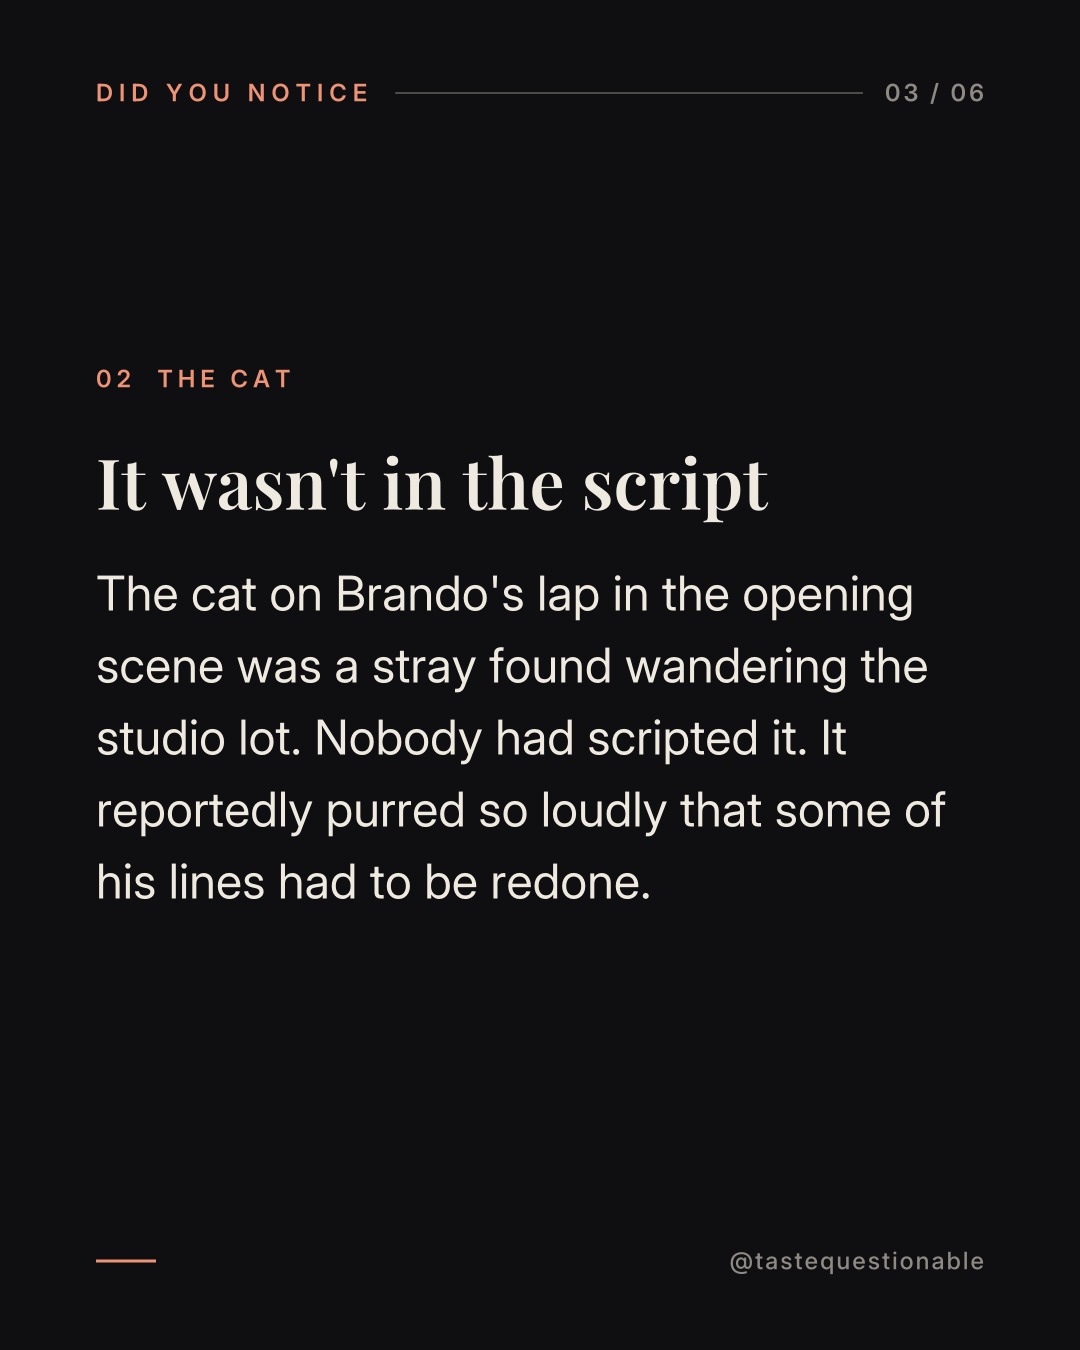 DID YOU NOTICE 03 / 06
02 THE CAT
It wasn't in the script
The cat on Brando's lap in the opening
scene was a stray found wandering the
studio lot. Nobody had scripted it. It
reportedly purred so loudly that some of
his lines had to be redone.
@tastequestionable